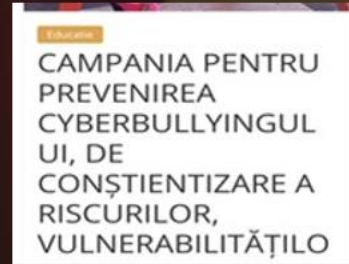 Educatie
CAMPANIA PENTRU
PREVENIREA
CYBERBULLYINGUL
UI, DE
CONȘTIENTIZARE A
RISCURILOR,
VULNERABILITĂȚILO